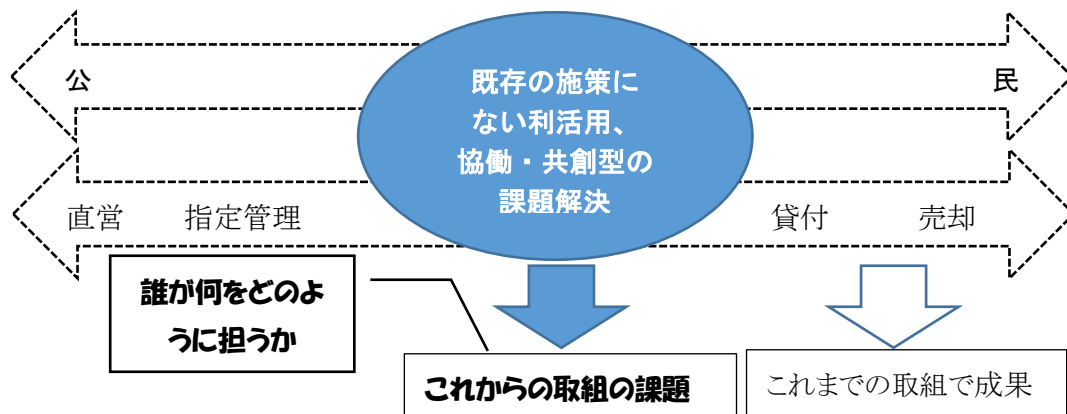 公
民
既存の施策に
ない利活用、
協働・共創型の
課題解決
直営
指定管理
貸付
売却
誰が何をどのよ
うに担うか
これからの取組の課題
これまでの取組で成果